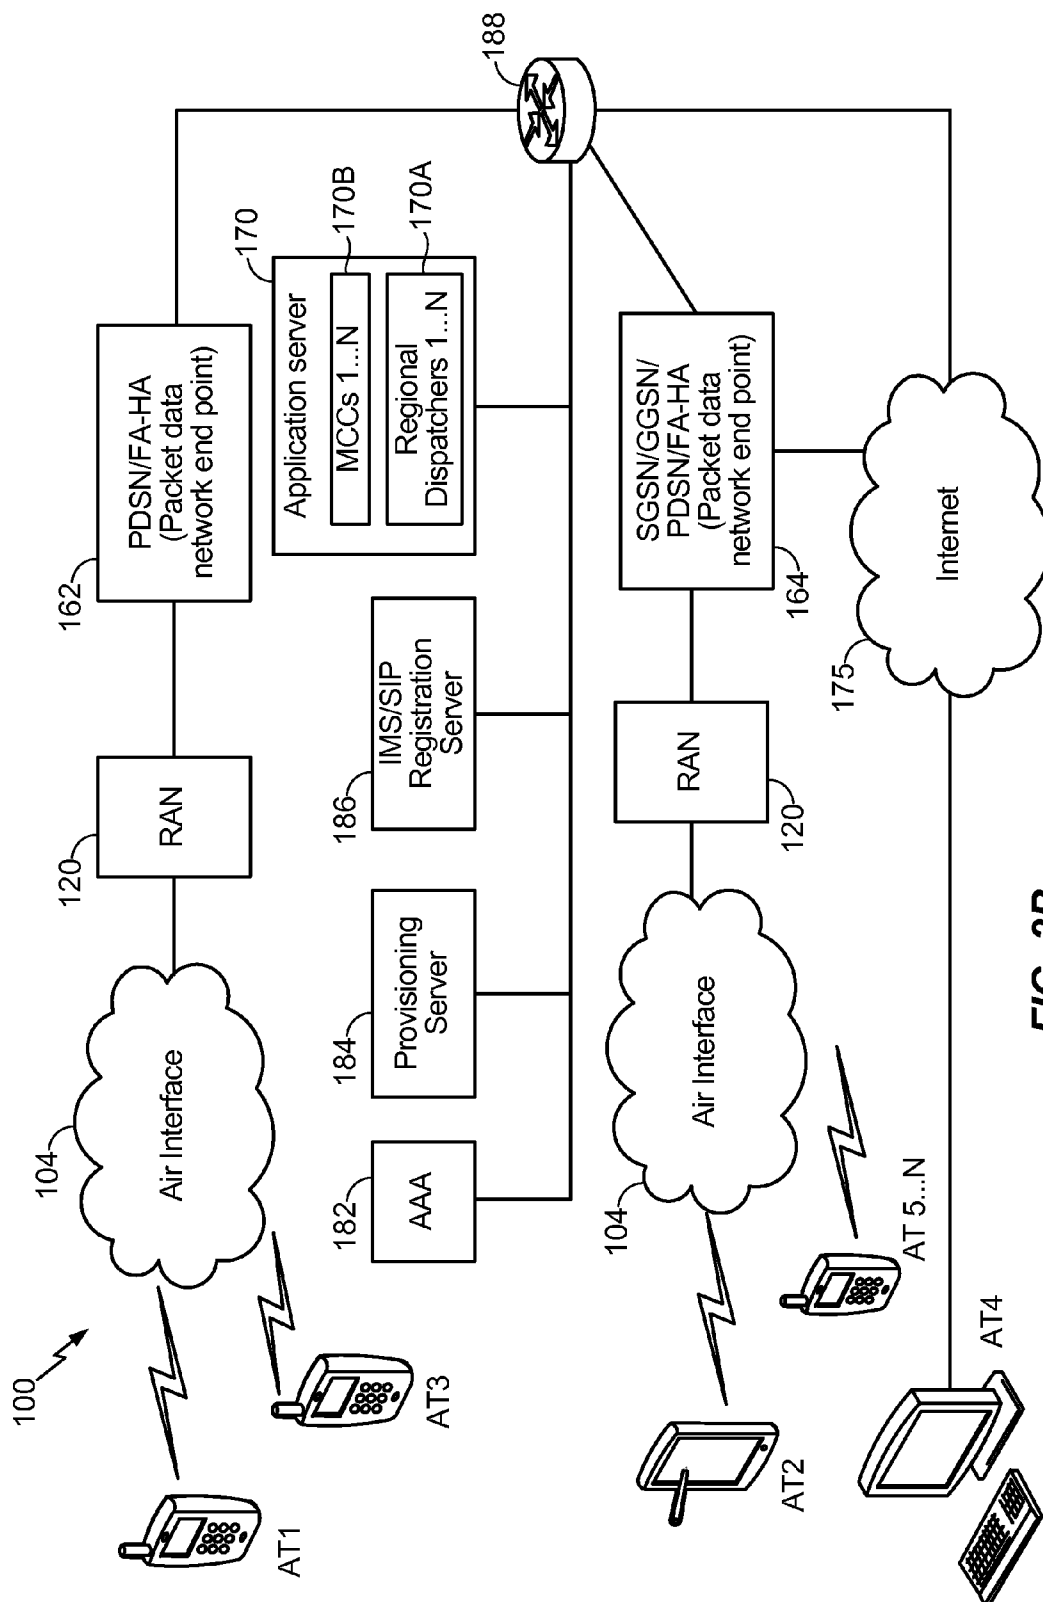 100
104
Air Interface
120
RAN
162
PDSN/FA-HA
(Packet data
network end point)
AT1
AT3
182
AAA
184
Provisioning
Server
186
IMS/SIP
Registration
Server
170
Application server
170B
MCCs 1...N
170A
Regional
Dispatchers 1...N
188
104
Air Interface
RAN
120
SGSN/GGSN/
PDSN/FA-HA
(Packet data
network end point)
164
AT2
AT 5...N
175
Internet
AT4